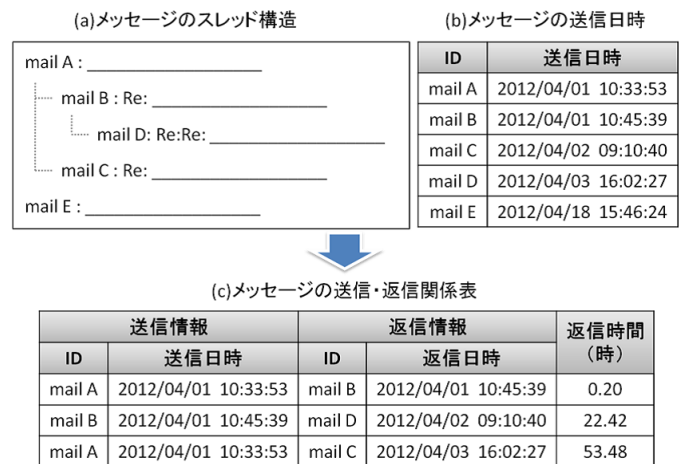 (a)メッセージのスレッド構造
mail A : ____________________
mail B : Re: ____________________
mail D: Re:Re: ____________________
mail C : Re: ____________________
mail E : ____________________
(b)メッセージの送信日時
ID 送信日時
mail A 2012/04/01 10:33:53
mail B 2012/04/01 10:45:39
mail C 2012/04/02 09:10:40
mail D 2012/04/03 16:02:27
mail E 2012/04/18 15:46:24
(c)メッセージの送信・返信関係表
送信情報 返信情報 返信時間(時)
ID 送信日時 ID 返信日時
mail A 2012/04/01 10:33:53 mail B 2012/04/01 10:45:39 0.20
mail B 2012/04/01 10:45:39 mail D 2012/04/02 09:10:40 22.42
mail A 2012/04/01 10:33:53 mail C 2012/04/03 16:02:27 53.48